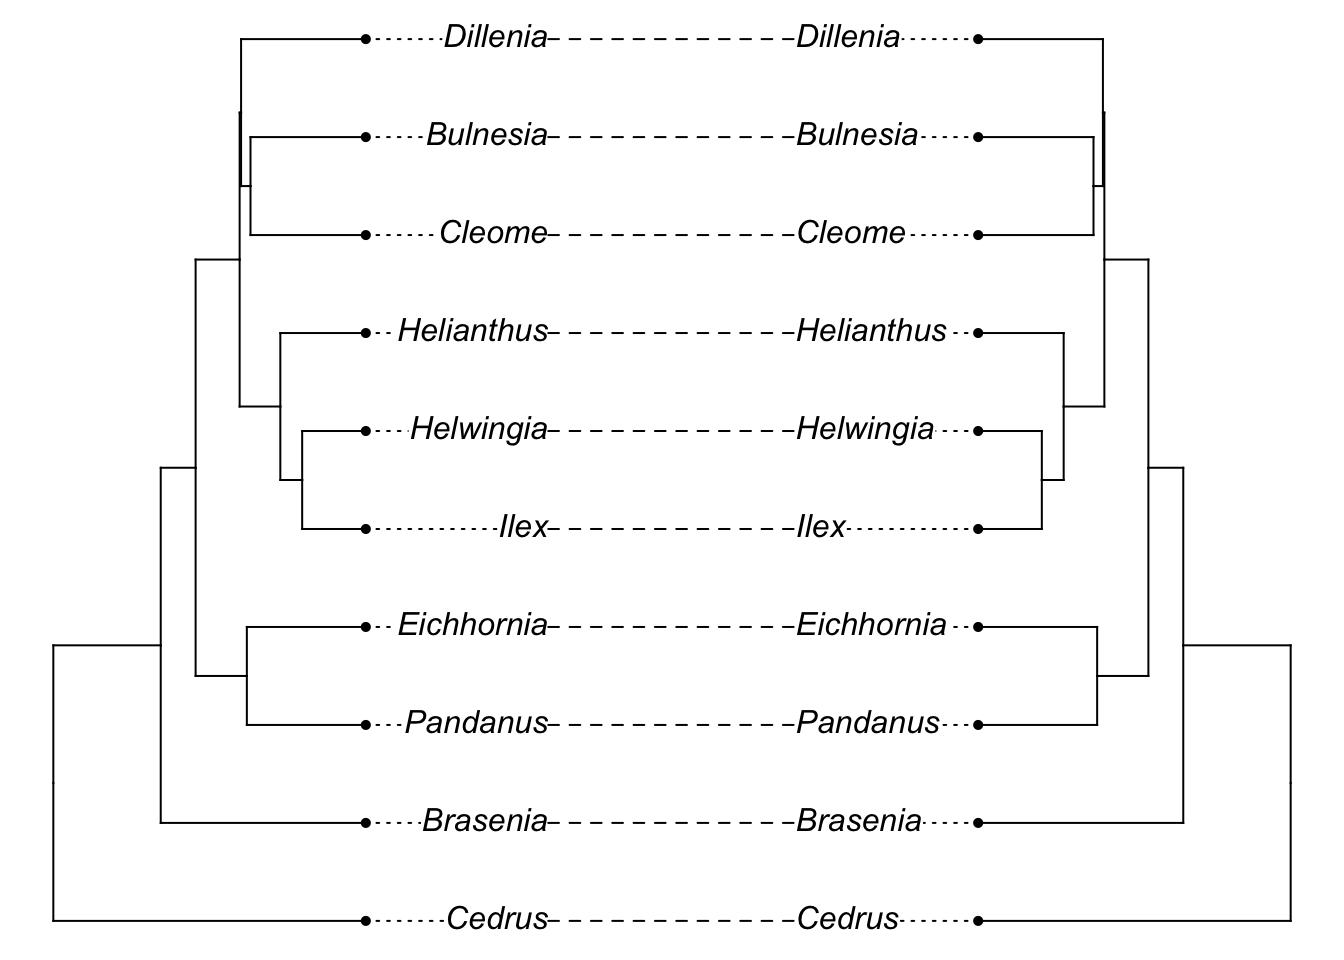 Dillenia Dillenia
Bulnesia Bulnesia
Cleome Cleome
Helianthus Helianthus
Helwingia Helwingia
Ilex Ilex
Eichhornia Eichhornia
Pandanus Pandanus
Brasenia Brasenia
Cedrus Cedrus